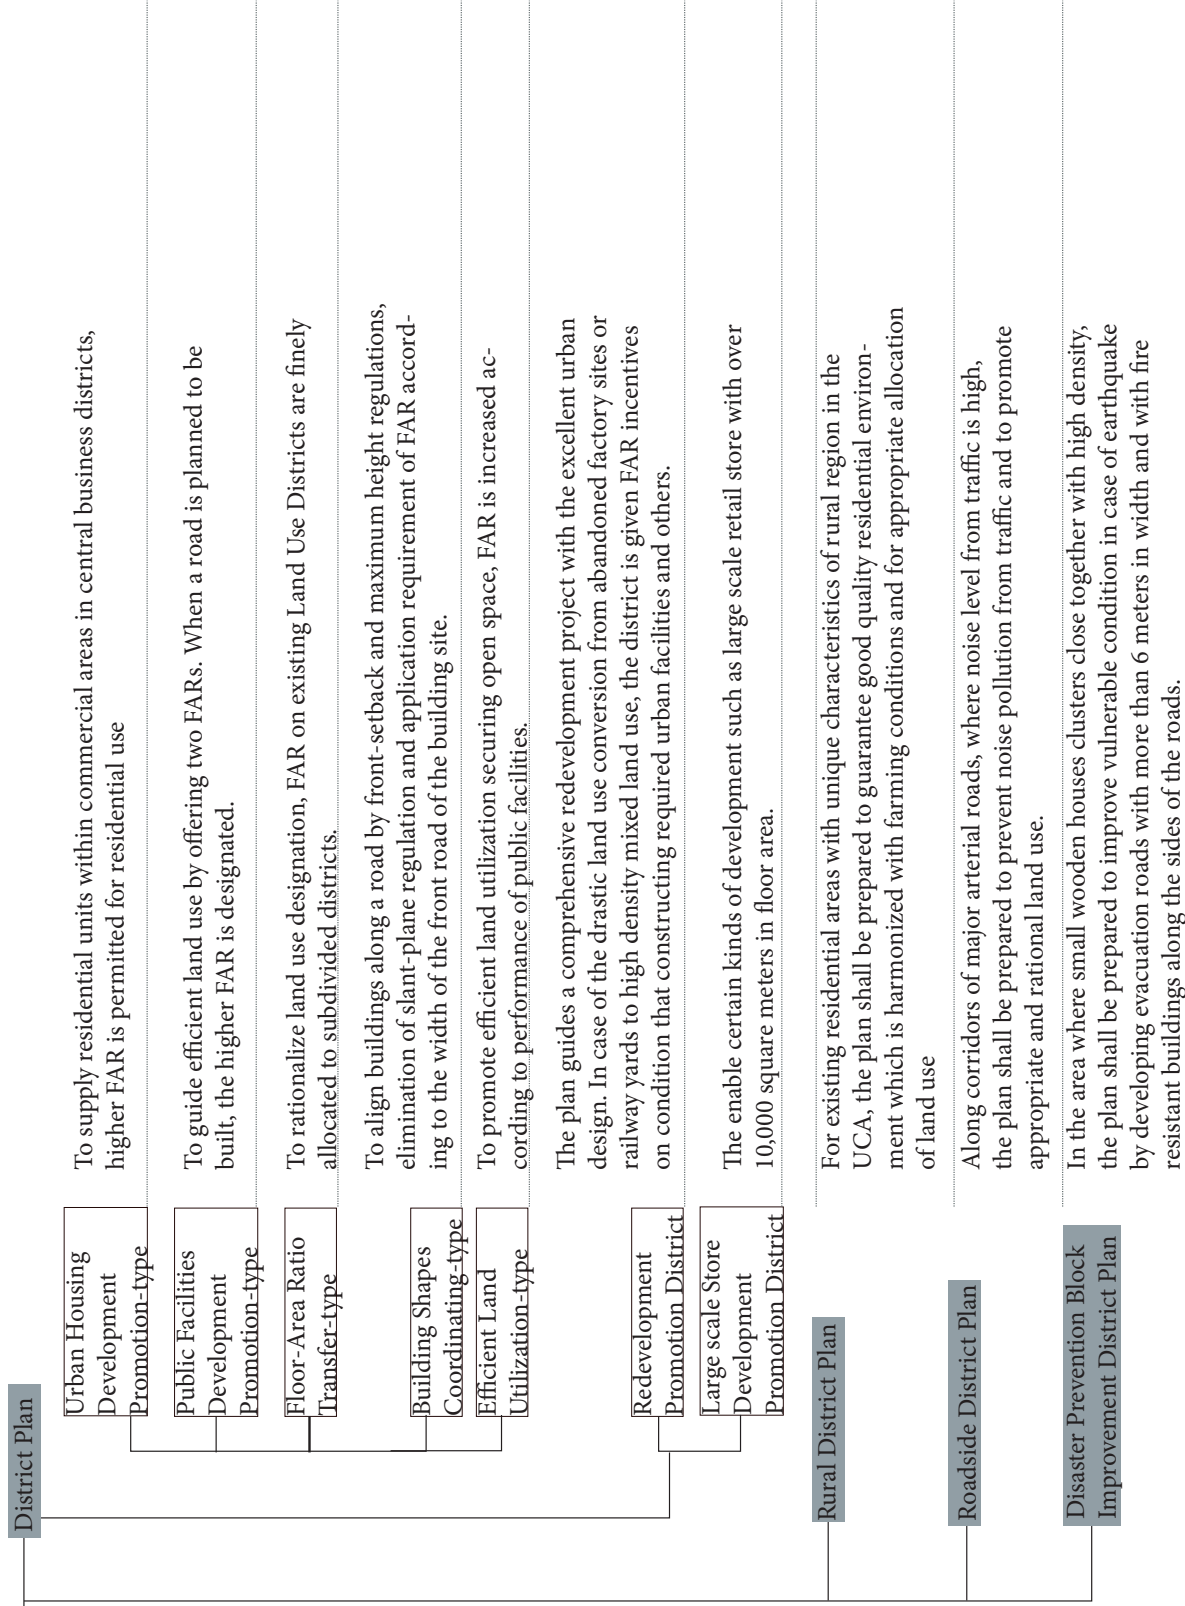 District Plan
Urban Housing
Development
Promotion-type
To supply residential units within commercial areas in central business districts,
higher FAR is permitted for residential use
Public Facilities
Development
Promotion-type
To guide efficient land use by offering two FARs. When a road is planned to be
built, the higher FAR is designated.
Floor-Area Ratio
Transfer-type
To rationalize land use designation, FAR on existing Land Use Districts are finely
allocated to subdivided districts.
Building Shapes
Coordinating-type
To align buildings along a road by front-setback and maximum height regulations,
elimination of slant-plane regulation and application requirement of FAR accord-
ing to the width of the front road of the building site.
Efficient Land
Utilization-type
To promote efficient land utilization securing open space, FAR is increased ac-
cording to performance of public facilities.
Redevelopment
Promotion District
The plan guides a comprehensive redevelopment project with the excellent urban
design. In case of the drastic land use conversion from abandoned factory sites or
railway yards to high density mixed land use, the district is given FAR incentives
on condition that constructing required urban facilities and others.
Large scale Store
Development
Promotion District
The enable certain kinds of development such as large scale retail store with over
10,000 square meters in floor area.
Rural District Plan
For existing residential areas with unique characteristics of rural region in the
UCA, the plan shall be prepared to guarantee good quality residential environ-
ment which is harmonized with farming conditions and for appropriate allocation
of land use
Roadside District Plan
Along corridors of major arterial roads, where noise level from traffic is high,
the plan shall be prepared to prevent noise pollution from traffic and to promote
appropriate and rational land use.
Disaster Prevention Block
Improvement District Plan
In the area where small wooden houses clusters close together with high density,
the plan shall be prepared to improve vulnerable condition in case of earthquake
by developing evacuation roads with more than 6 meters in width and with fire
resistant buildings along the sides of the roads.